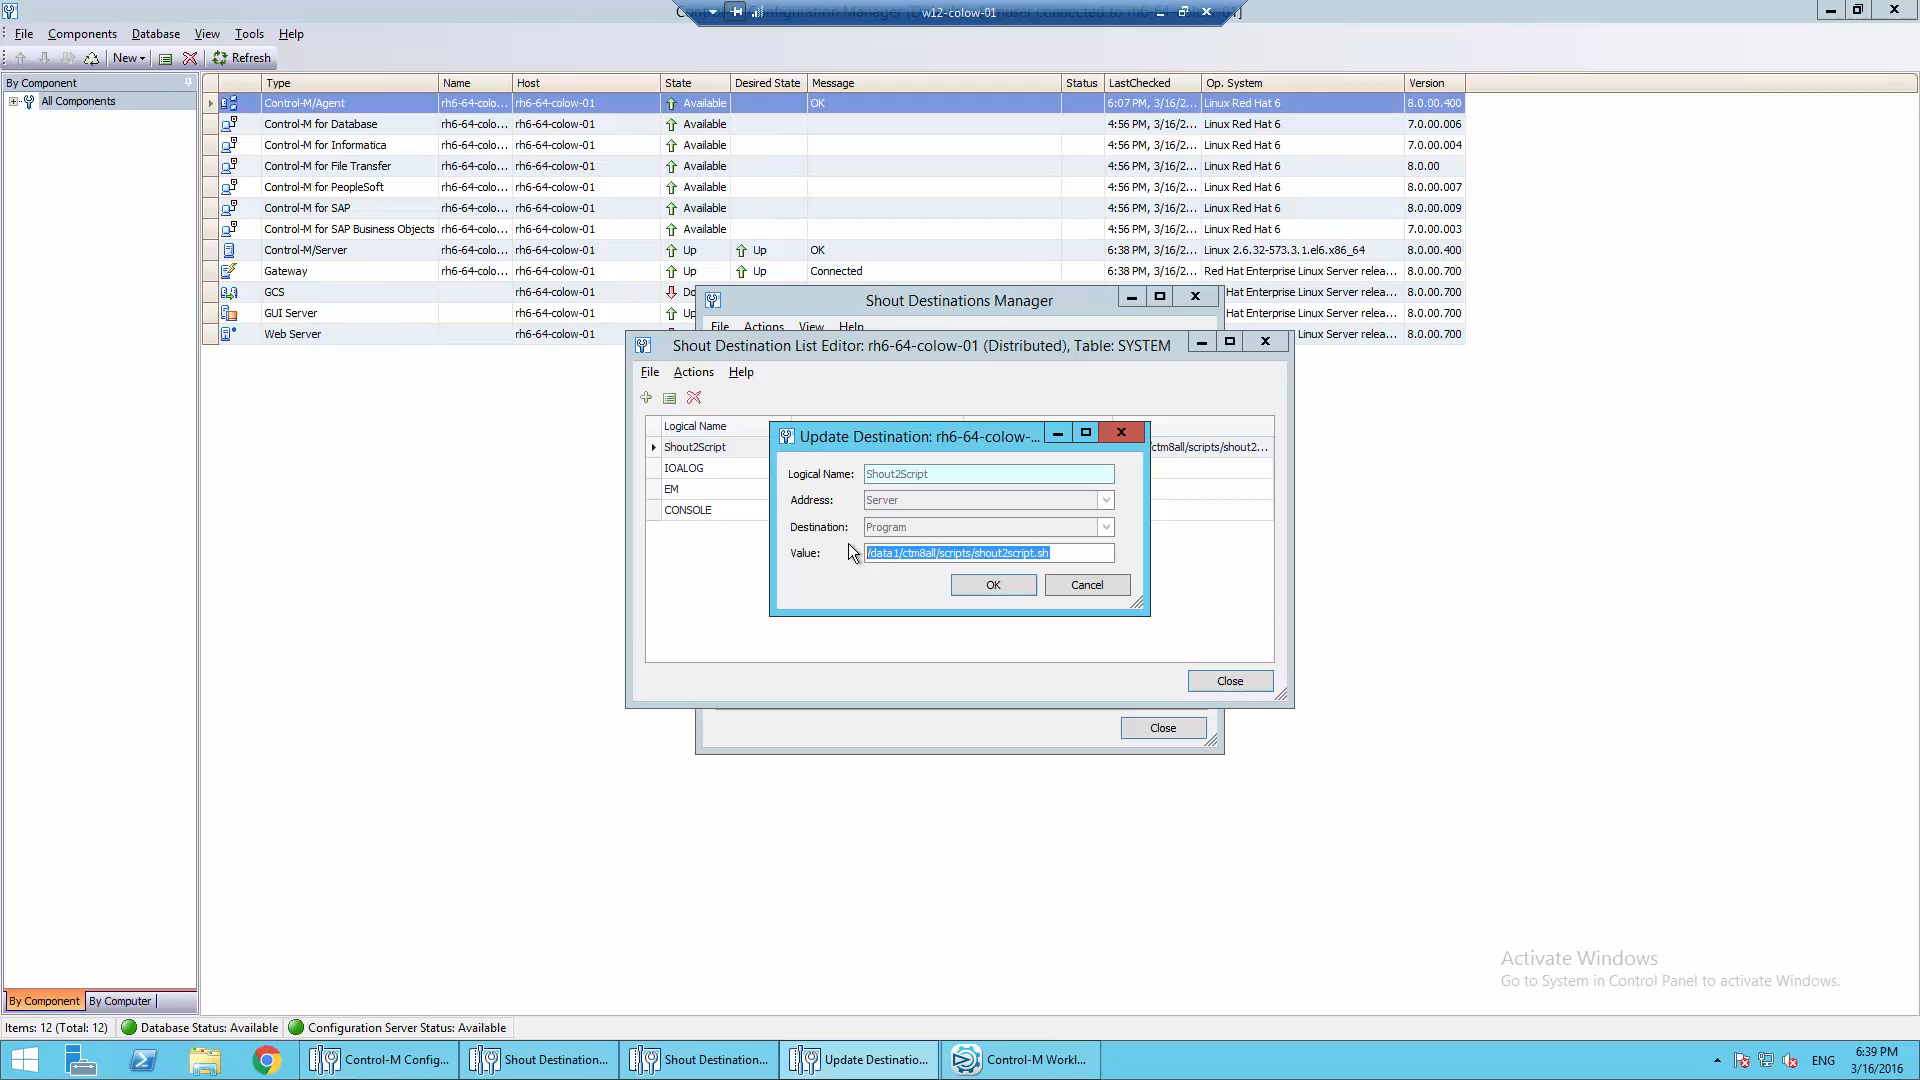 w12-colow-01
File Components Database View Tools Help
New Refresh
By Component
All Components
Type Name Host State Desired State Message Status LastChecked Op. System Version
Control-M/Agent rh6-64-colo... rh6-64-colow-01 Available OK 6:07 PM, 3/16/2... Linux Red Hat 6 8.0.00.400
Control-M for Database rh6-64-colo... rh6-64-colow-01 Available 4:56 PM, 3/16/2... Linux Red Hat 6 7.0.00.006
Control-M for Informatica rh6-64-colo... rh6-64-colow-01 Available 4:56 PM, 3/16/2... Linux Red Hat 6 7.0.00.004
Control-M for File Transfer rh6-64-colo... rh6-64-colow-01 Available 4:56 PM, 3/16/2... Linux Red Hat 6 8.0.00
Control-M for PeopleSoft rh6-64-colo... rh6-64-colow-01 Available 4:56 PM, 3/16/2... Linux Red Hat 6 8.0.00.007
Control-M for SAP rh6-64-colo... rh6-64-colow-01 Available 4:56 PM, 3/16/2... Linux Red Hat 6 8.0.00.009
Control-M for SAP Business Objects rh6-64-colo... rh6-64-colow-01 Available 4:56 PM, 3/16/2... Linux Red Hat 6 7.0.00.003
Control-M/Server rh6-64-colo... rh6-64-colow-01 Up Up OK 6:38 PM, 3/16/2... Linux 2.6.32-573.3.1.el6.x86_64 8.0.00.400
Gateway rh6-64-colo... rh6-64-colow-01 Up Up Connected 6:38 PM, 3/16/2... Red Hat Enterprise Linux Server relea... 8.0.00.700
GCS rh6-64-colow-01 Do Hat Enterprise Linux Server relea... 8.0.00.700
GUI Server rh6-64-colow-01 Up Hat Enterprise Linux Server relea... 8.0.00.700
Web Server rh6-64-colow-01 Linux Server relea... 8.0.00.700
Shout Destinations Manager
File Actions View Help
Shout Destination List Editor: rh6-64-colow-01 (Distributed), Table: SYSTEM
File Actions Help
Logical Name
Shout2Script ctm8all/scripts/shout2...
IOALOG
EM
CONSOLE
Update Destination: rh6-64-colow-...
Logical Name: Shout2Script
Address: Server
Destination: Program
Value: /data1/ctm8all/scripts/shout2script.sh
OK Cancel
Close
Close
Activate Windows
Go to System in Control Panel to activate Windows.
By Component By Computer
Items: 12 (Total: 12) Database Status: Available Configuration Server Status: Available
Control-M Config... Shout Destination... Shout Destination... Update Destinatio... Control-M Workl... ENG 6:39 PM
3/16/2016